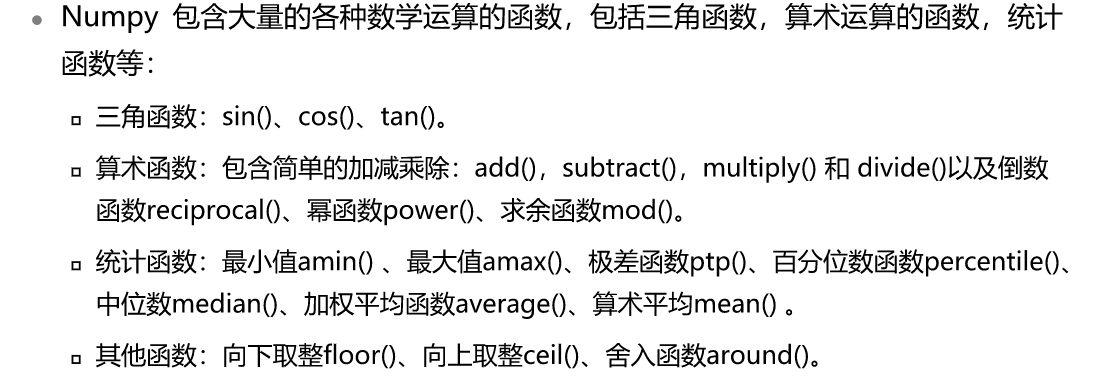 Numpy 包含大量的各种数学运算的函数，包括三角函数，算术运算的函数，统计
函数等：
三角函数：sin()、cos()、tan()。
算术函数：包含简单的加减乘除：add()，subtract()，multiply() 和 divide()以及倒数
函数reciprocal()、幂函数power()、求余函数mod()。
统计函数：最小值amin() 、最大值amax()、极差函数ptp()、百分位数函数percentile()、
中位数median()、加权平均函数average()、算术平均mean() 。
其他函数：向下取整floor()、向上取整ceil()、舍入函数around()。